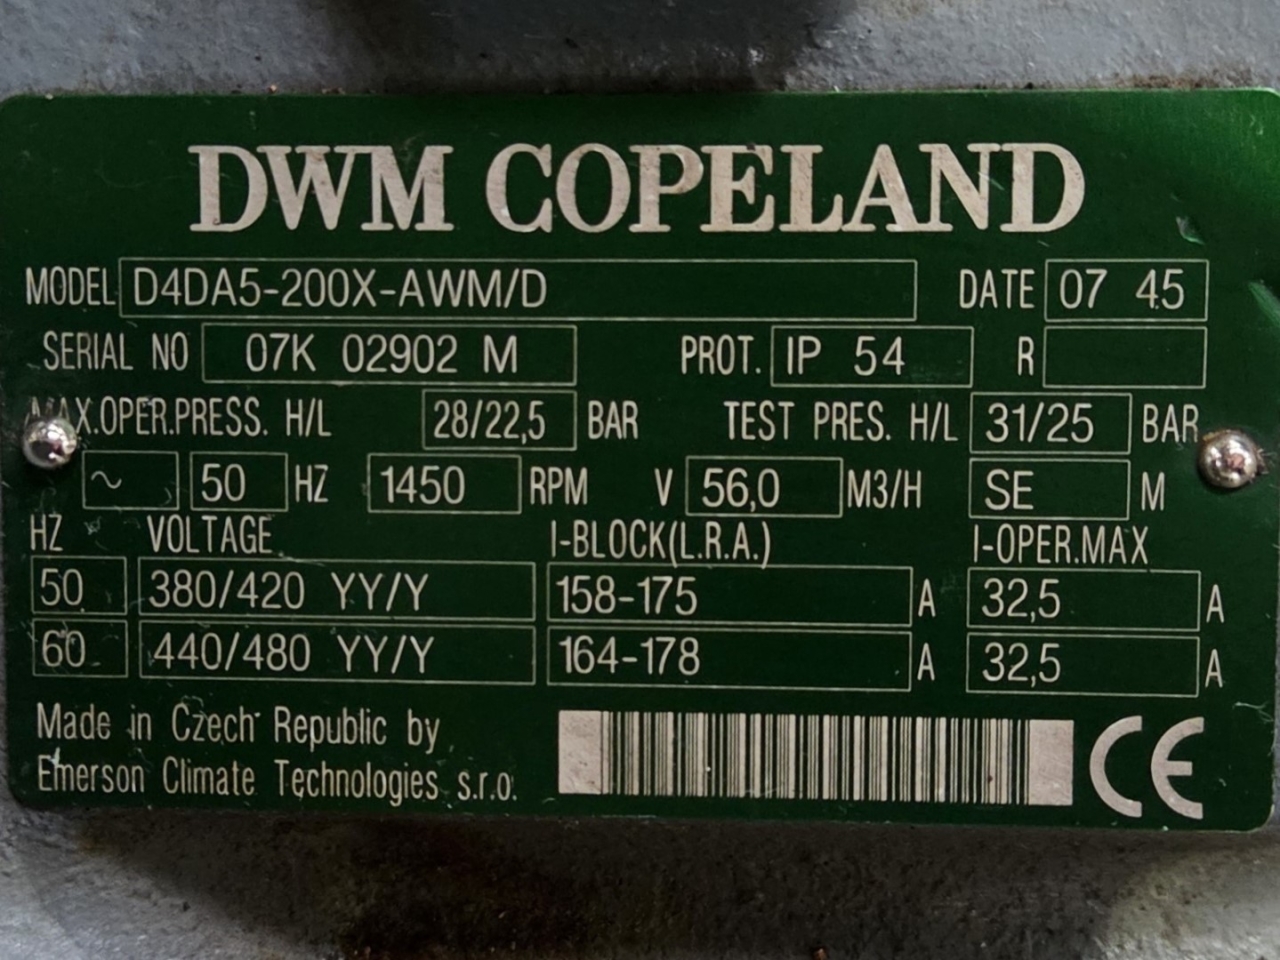 DWM COPELAND
MODEL D4DA5-200X-AWM/D DATE 07 45
SERIAL NO 07K 02902 M PROT. IP 54 R
MAX.OPER.PRESS. H/L 28/22,5 BAR TEST PRES. H/L 31/25 BAR
~ 50 HZ 1450 RPM V 56,0 M3/H SE M
HZ VOLTAGE I-BLOCK(L.R.A.) I-OPER.MAX
50 380/420 YY/Y 158-175 A 32,5 A
60 440/480 YY/Y 164-178 A 32,5 A
Made in Czech Republic by
Emerson Climate Technologies s.r.o.
CE